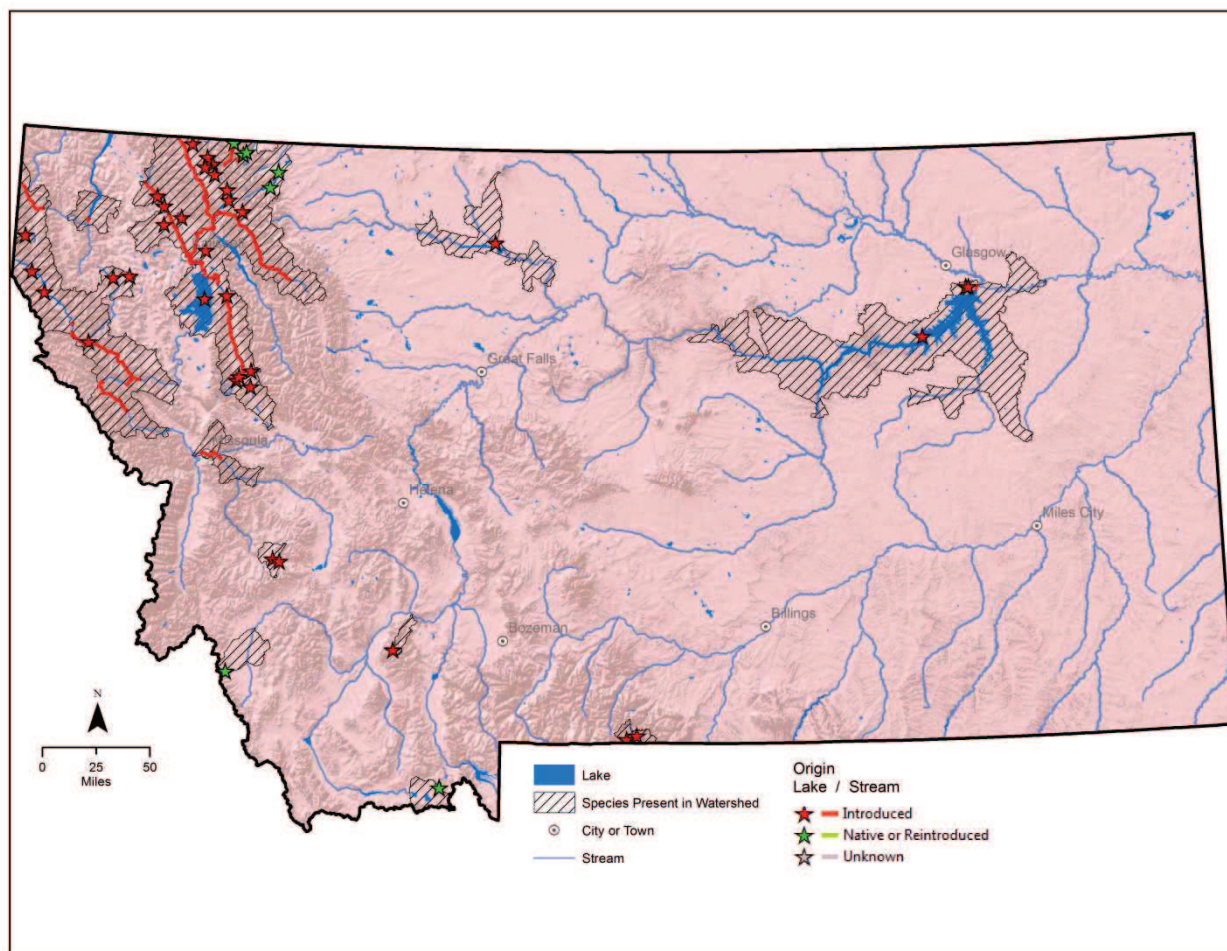 Glasgow
Great Falls
Missoula
Helena
Miles City
Billings
Bozeman
N
0 25 50
Miles
Lake
Species Present in Watershed
City or Town
Stream
Origin
Lake / Stream
Introduced
Native or Reintroduced
Unknown